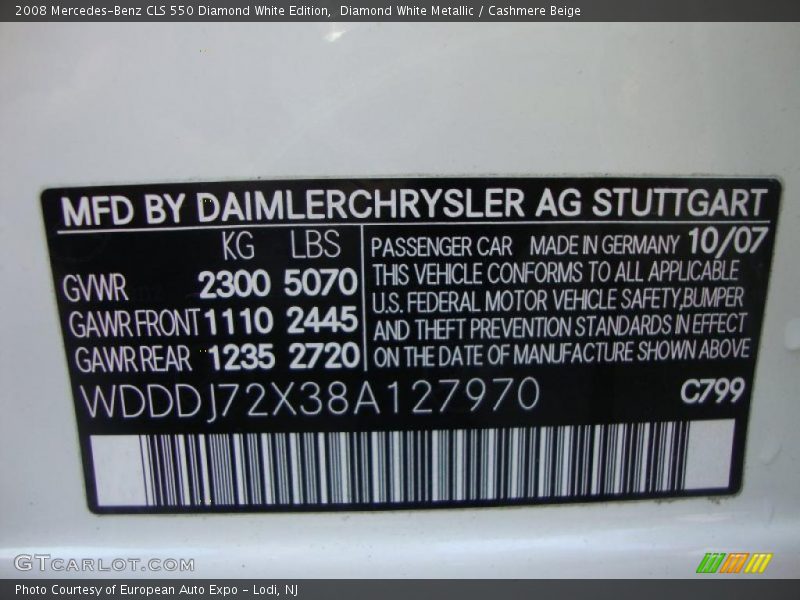 2008 Mercedes-Benz CLS 550 Diamond White Edition,  Diamond White Metallic / Cashmere Beige
MFD BY DAIMLERCHRYSLER AG STUTTGART
KG LBS
GVWR 2300 5070
GAWR FRONT 1110 2445
GAWR REAR 1235 2720
PASSENGER CAR MADE IN GERMANY 10/07
THIS VEHICLE CONFORMS TO ALL APPLICABLE
U.S. FEDERAL MOTOR VEHICLE SAFETY,BUMPER
AND THEFT PREVENTION STANDARDS IN EFFECT
ON THE DATE OF MANUFACTURE SHOWN ABOVE
WDDDJ72X38A127970 C799
GTCARLOT.COM
Photo Courtesy of European Auto Expo - Lodi, NJ